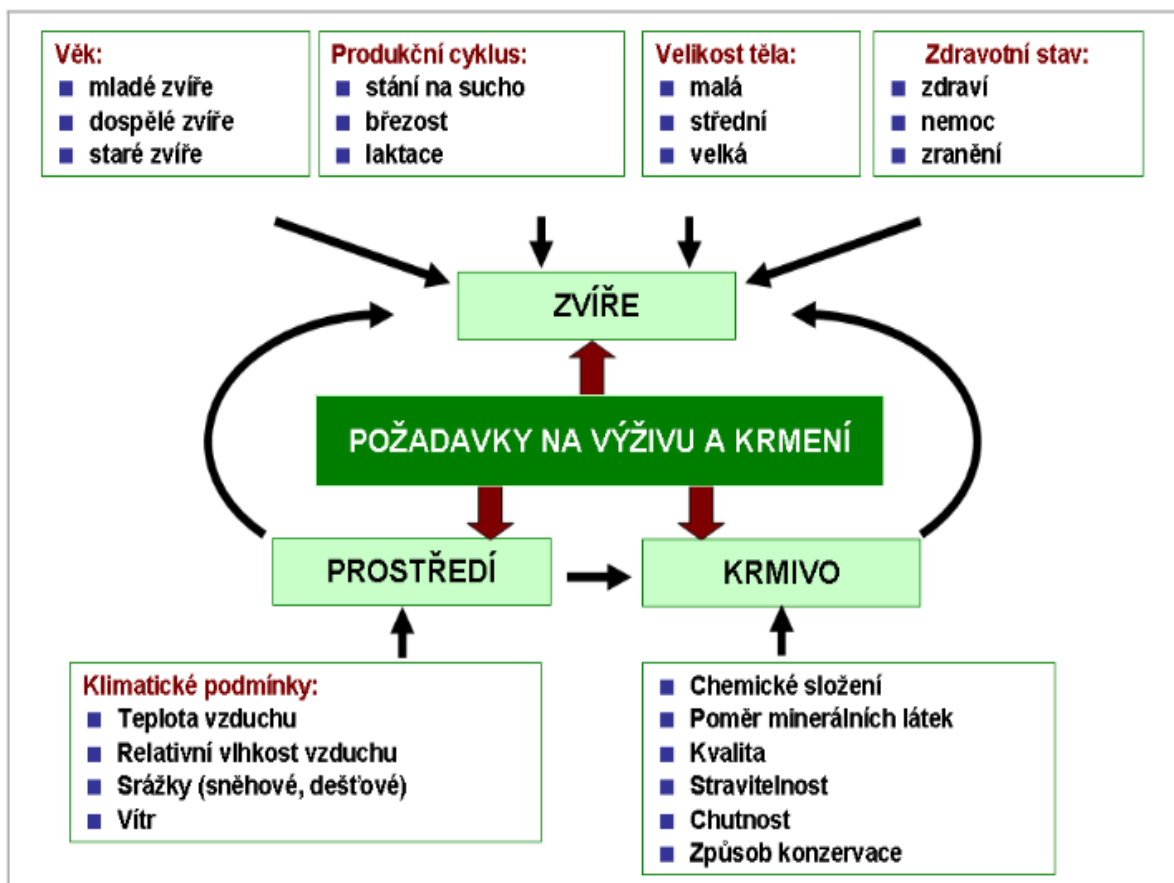 Věk:
mladé zvíře
dospělé zvíře
staré zvíře
Produkční cyklus:
stání na sucho
březost
laktace
Velikost těla:
malá
střední
velká
Zdravotní stav:
zdraví
nemoc
zranění
ZVÍŘE
POŽADAVKY NA VÝŽIVU A KRMENÍ
PROSTŘEDÍ
KRMIVO
Klimatické podmínky:
Teplota vzduchu
Relativní vlhkost vzduchu
Srážky (sněhové, dešťové)
Vítr
Chemické složení
Poměr minerálních látek
Kvalita
Stravitelnost
Chutnost
Způsob konzervace